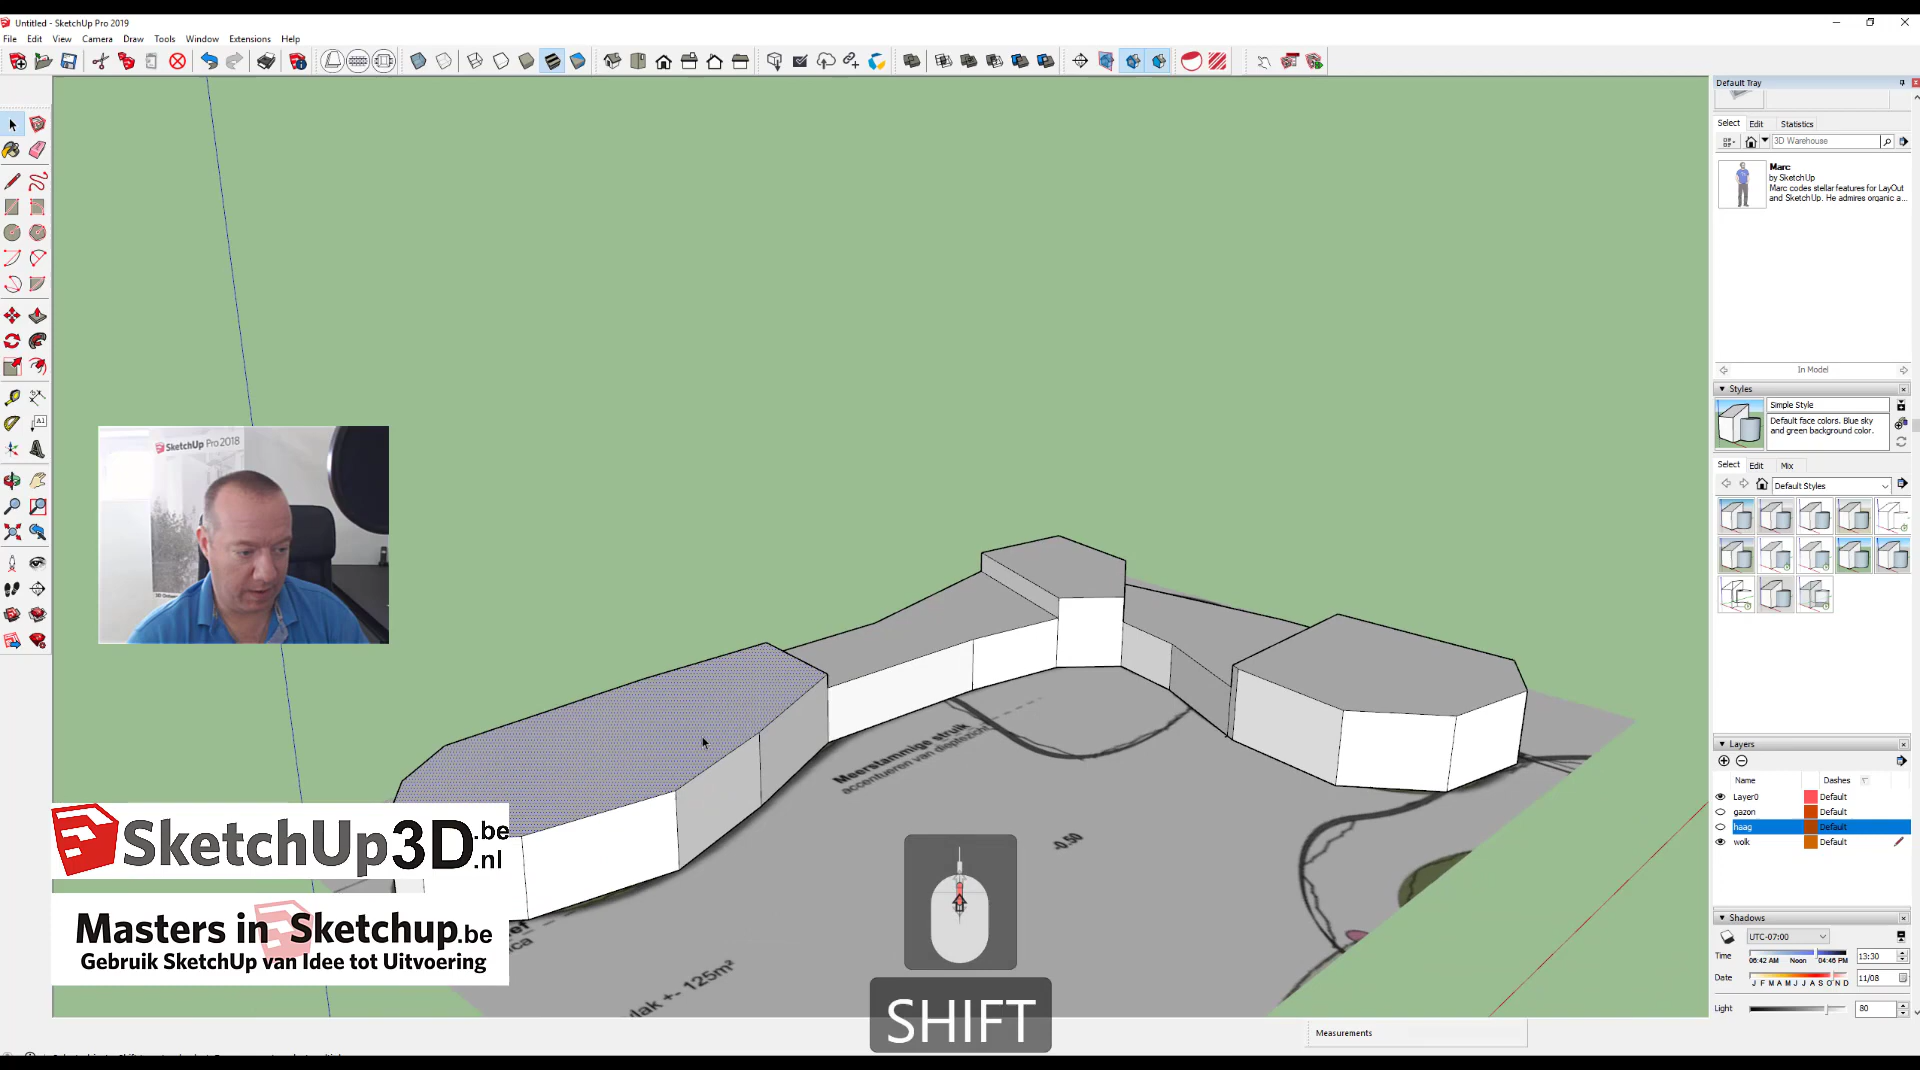 Untitled - SketchUp Pro 2019
File Edit View Camera Draw Tools Window Extensions Help
Default Tray
Select Edit Statistics
3D Warehouse
Marc
by SketchUp
Marc codes stellar features for LayOut
and SketchUp. He admires organic a...
In Model
Styles
Simple Style
Default face colors. Blue sky
and green background color.
Select Edit Mix
Default Styles
SketchUp Pro 2018
Meerstammige struik
accentueren van dieptezicht
-0.50
vlak +- 125m²
SketchUp3D.be
.nl
Masters in Sketchup.be
Gebruik SketchUp van Idee tot Uitvoering
SHIFT
Layers
Name Dashes
Layer0 Default
gazon Default
haag Default
wolk Default
Shadows
UTC-07:00
Time 06:42 AM Noon 04:46 PM 13:30
Date J F M A M J J A S O N D 11/08
Light 80
Measurements